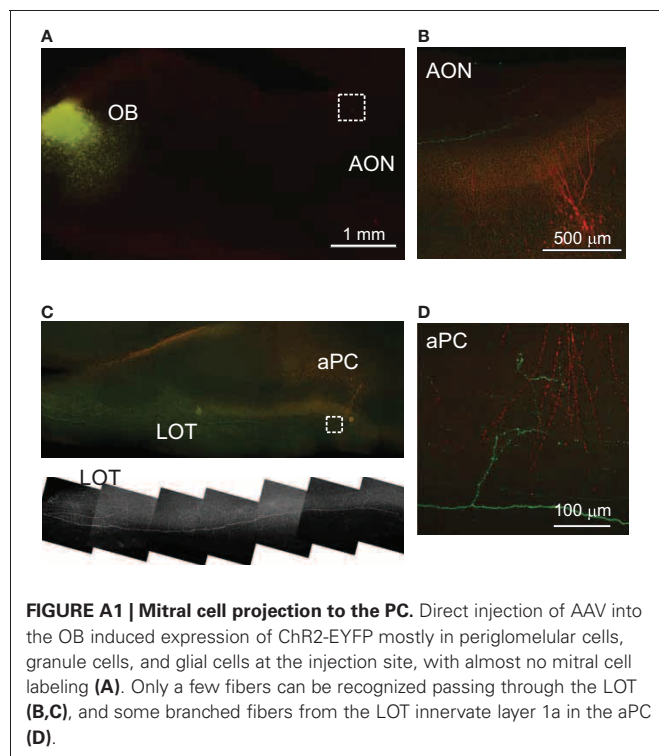 A
OB
AON
1 mm
B
AON
500 μm
C
aPC
LOT
LOT
D
aPC
100 μm
FIGURE A1 | Mitral cell projection to the PC. Direct injection of AAV into
the OB induced expression of ChR2-EYFP mostly in periglomelular cells,
granule cells, and glial cells at the injection site, with almost no mitral cell
labeling (A). Only a few fibers can be recognized passing through the LOT
(B,C), and some branched fibers from the LOT innervate layer 1a in the aPC
(D).